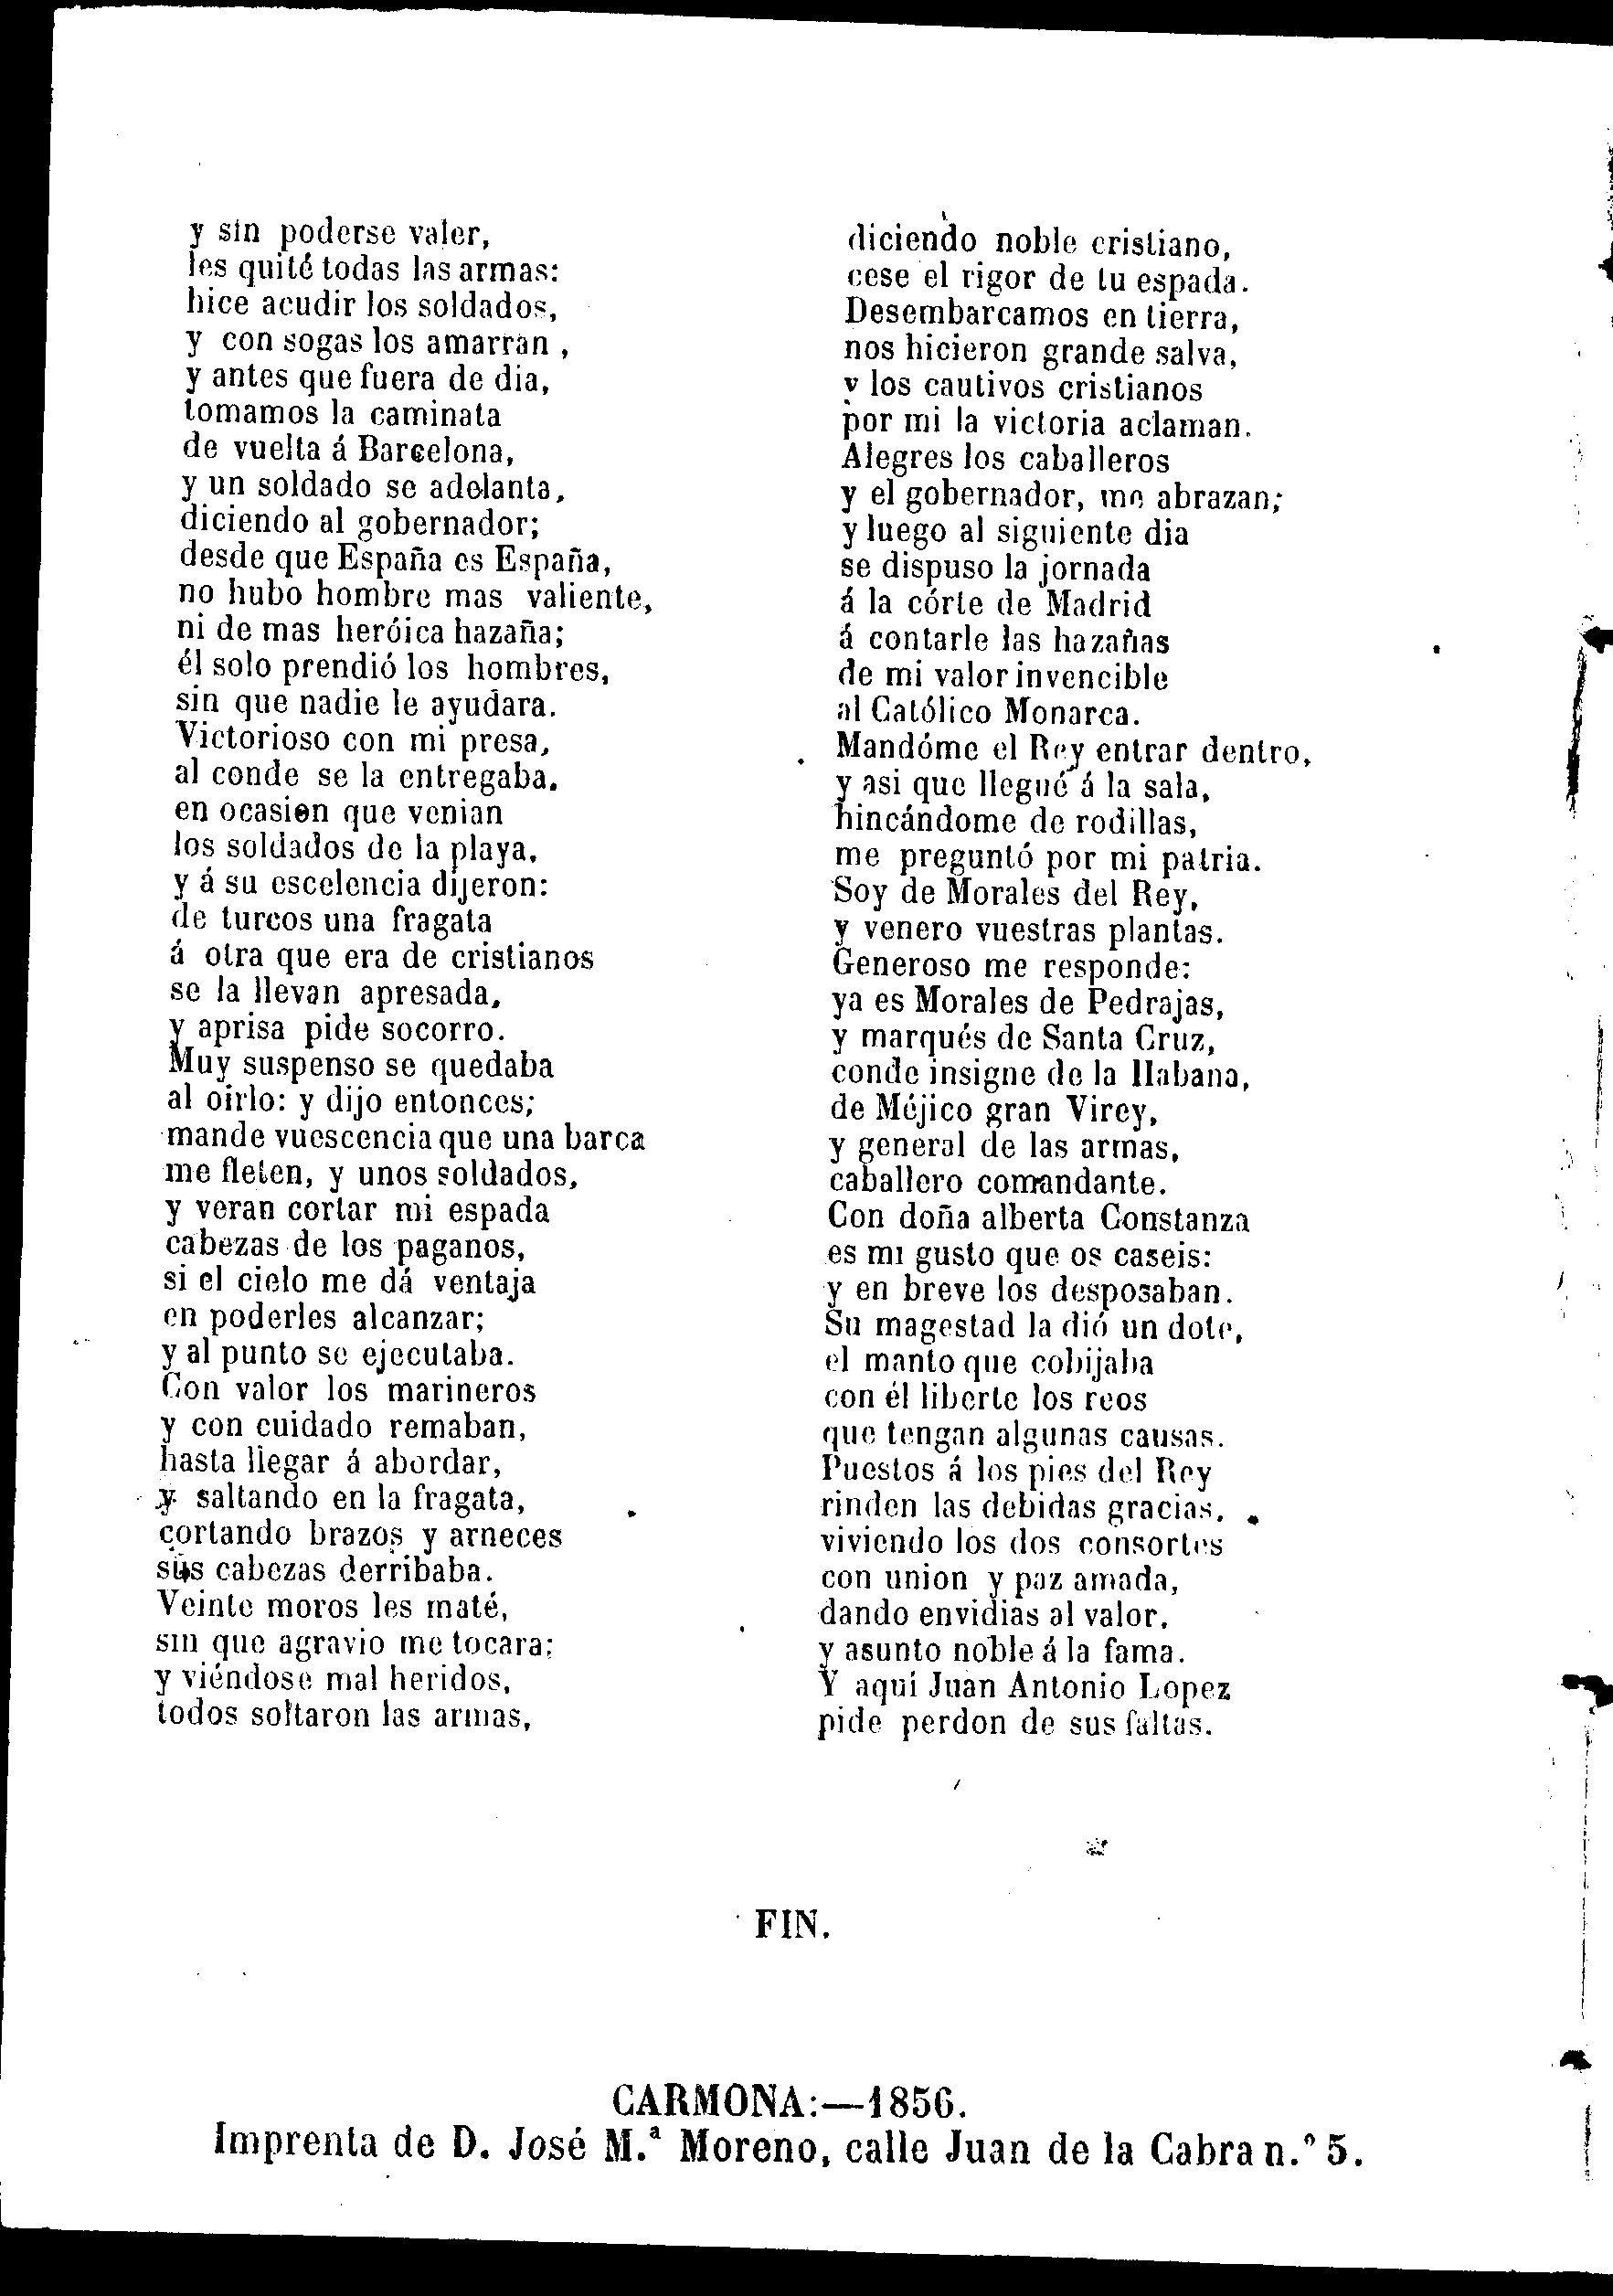 y sin poderse valer,
les quité todas las armas:
hice acudir los soldados,
y con sogas los amarran,
y antes que fuera de dia,
tomamos la caminata
de vuelta á Barcelona,
y un soldado se adelanta,
diciendo al gobernador;
desde que España es España,
no hubo hombre mas valiente,
ni de mas heróica hazaña;
él solo prendió los hombres,
sin que nadie le ayudara.
Victorioso con mi presa,
al conde se la entregaba.
en ocasion que venian
los soldados de la playa,
y á su escelencia dijeron:
de turcos una fragata
á otra que era de cristianos
se la llevan apresada,
y aprisa pide socorro.
Muy suspenso se quedaba
al oirlo: y dijo entonces;
mande vuescencia que una barca
me fleten, y unos soldados,
y veran cortar mi espada
cabezas de los paganos,
si el cielo me dá ventaja
en poderles alcanzar;
y al punto se ejecutaba.
Con valor los marineros
y con cuidado remaban,
hasta llegar á abordar,
y saltando en la fragata,
cortando brazos y arneces
sus cabezas derribaba.
Veinte moros les maté,
sin que agravio me tocara;
y viéndose mal heridos,
todos soltaron las armas,
diciendo noble cristiano,
cese el rigor de tu espada.
Desembarcamos en tierra,
nos hicieron grande salva,
y los cautivos cristianos
por mi la victoria aclaman.
Alegres los caballeros
y el gobernador, me abrazan;
y luego al siguiente dia
se dispuso la jornada
á la córte de Madrid
á contarle las hazañas
de mi valor invencible
al Católico Monarca.
Mandóme el Rey entrar dentro,
y asi que llegué á la sala,
hincándome de rodillas,
me preguntó por mi patria.
Soy de Morales del Rey,
y venero vuestras plantas.
Generoso me responde:
ya es Morales de Pedrajas,
y marqués de Santa Cruz,
conde insigne de la Habana,
de Méjico gran Virey,
y general de las armas,
caballero comandante.
Con doña alberta Constanza
es mi gusto que os caseis:
y en breve los desposaban.
Su magestad la dió un dote,
el manto que cobijaba
con él liberte los reos
que tengan algunas causas.
Puestos á los pies del Rey
rinden las debidas gracias.
viviendo los dos consortes
con union y paz amada,
dando envidias al valor,
y asunto noble á la fama.
Y aquí Juan Antonio Lopez
pide perdon de sus faltas.
FIN.
CARMONA:—1856.
Imprenta de D. José M.ª Moreno, calle Juan de la Cabra n.º 5.